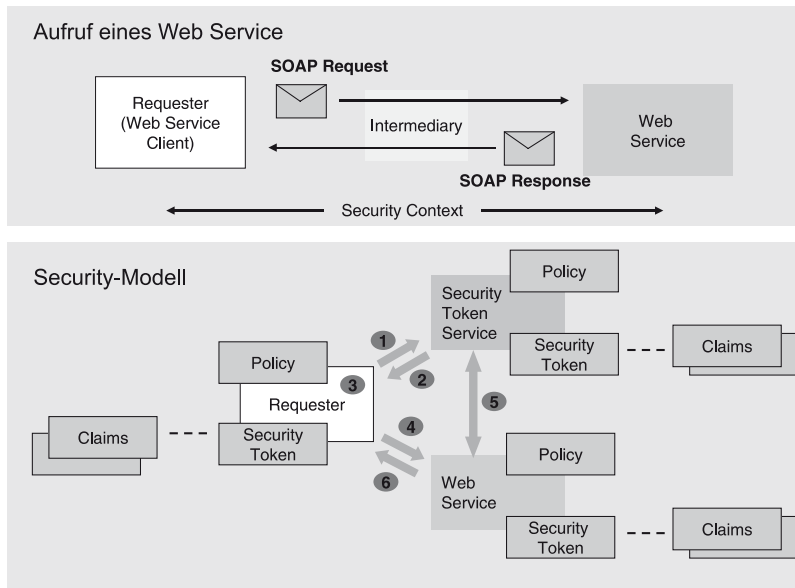 Aufruf eines Web Service
SOAP Request
Requester
(Web Service
Client)
Intermediary
Web
Service
SOAP Response
Security Context
Security-Modell
Policy
Security
Token
Service
Security
Token
Claims
1
2
Policy
3
Requester
Security
Token
Claims
4
5
6
Policy
Web
Service
Security
Token
Claims